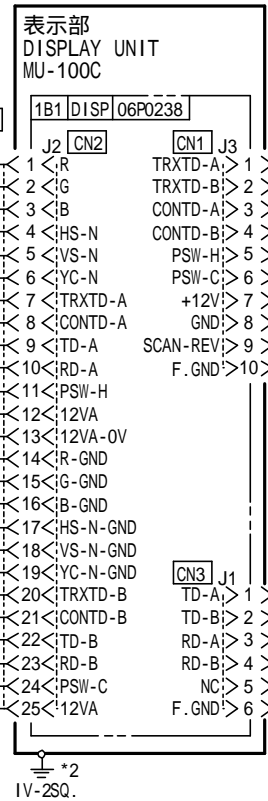 表示部
DISPLAY UNIT
MU-100C
1B1 DISP 06P0238
J2 CN2
1 R
2 G
3 B
4 HS-N
5 VS-N
6 YC-N
7 TRXTD-A
8 CONTD-A
9 TD-A
10 RD-A
11 PSW-H
12 12VA
13 12VA-0V
14 R-GND
15 G-GND
16 B-GND
17 HS-N-GND
18 VS-N-GND
19 YC-N-GND
20 TRXTD-B
21 CONTD-B
22 TD-B
23 RD-B
24 PSW-C
25 12VA
CN1 J3
TRXTD-A 1
TRXTD-B 2
CONTD-A 3
CONTD-B 4
PSW-H 5
PSW-C 6
+12V 7
GND 8
SCAN-REV 9
F.GND 10
CN3 J1
TD-A 1
TD-B 2
RD-A 3
RD-B 4
NC 5
F.GND 6
*2
IV-2SQ.